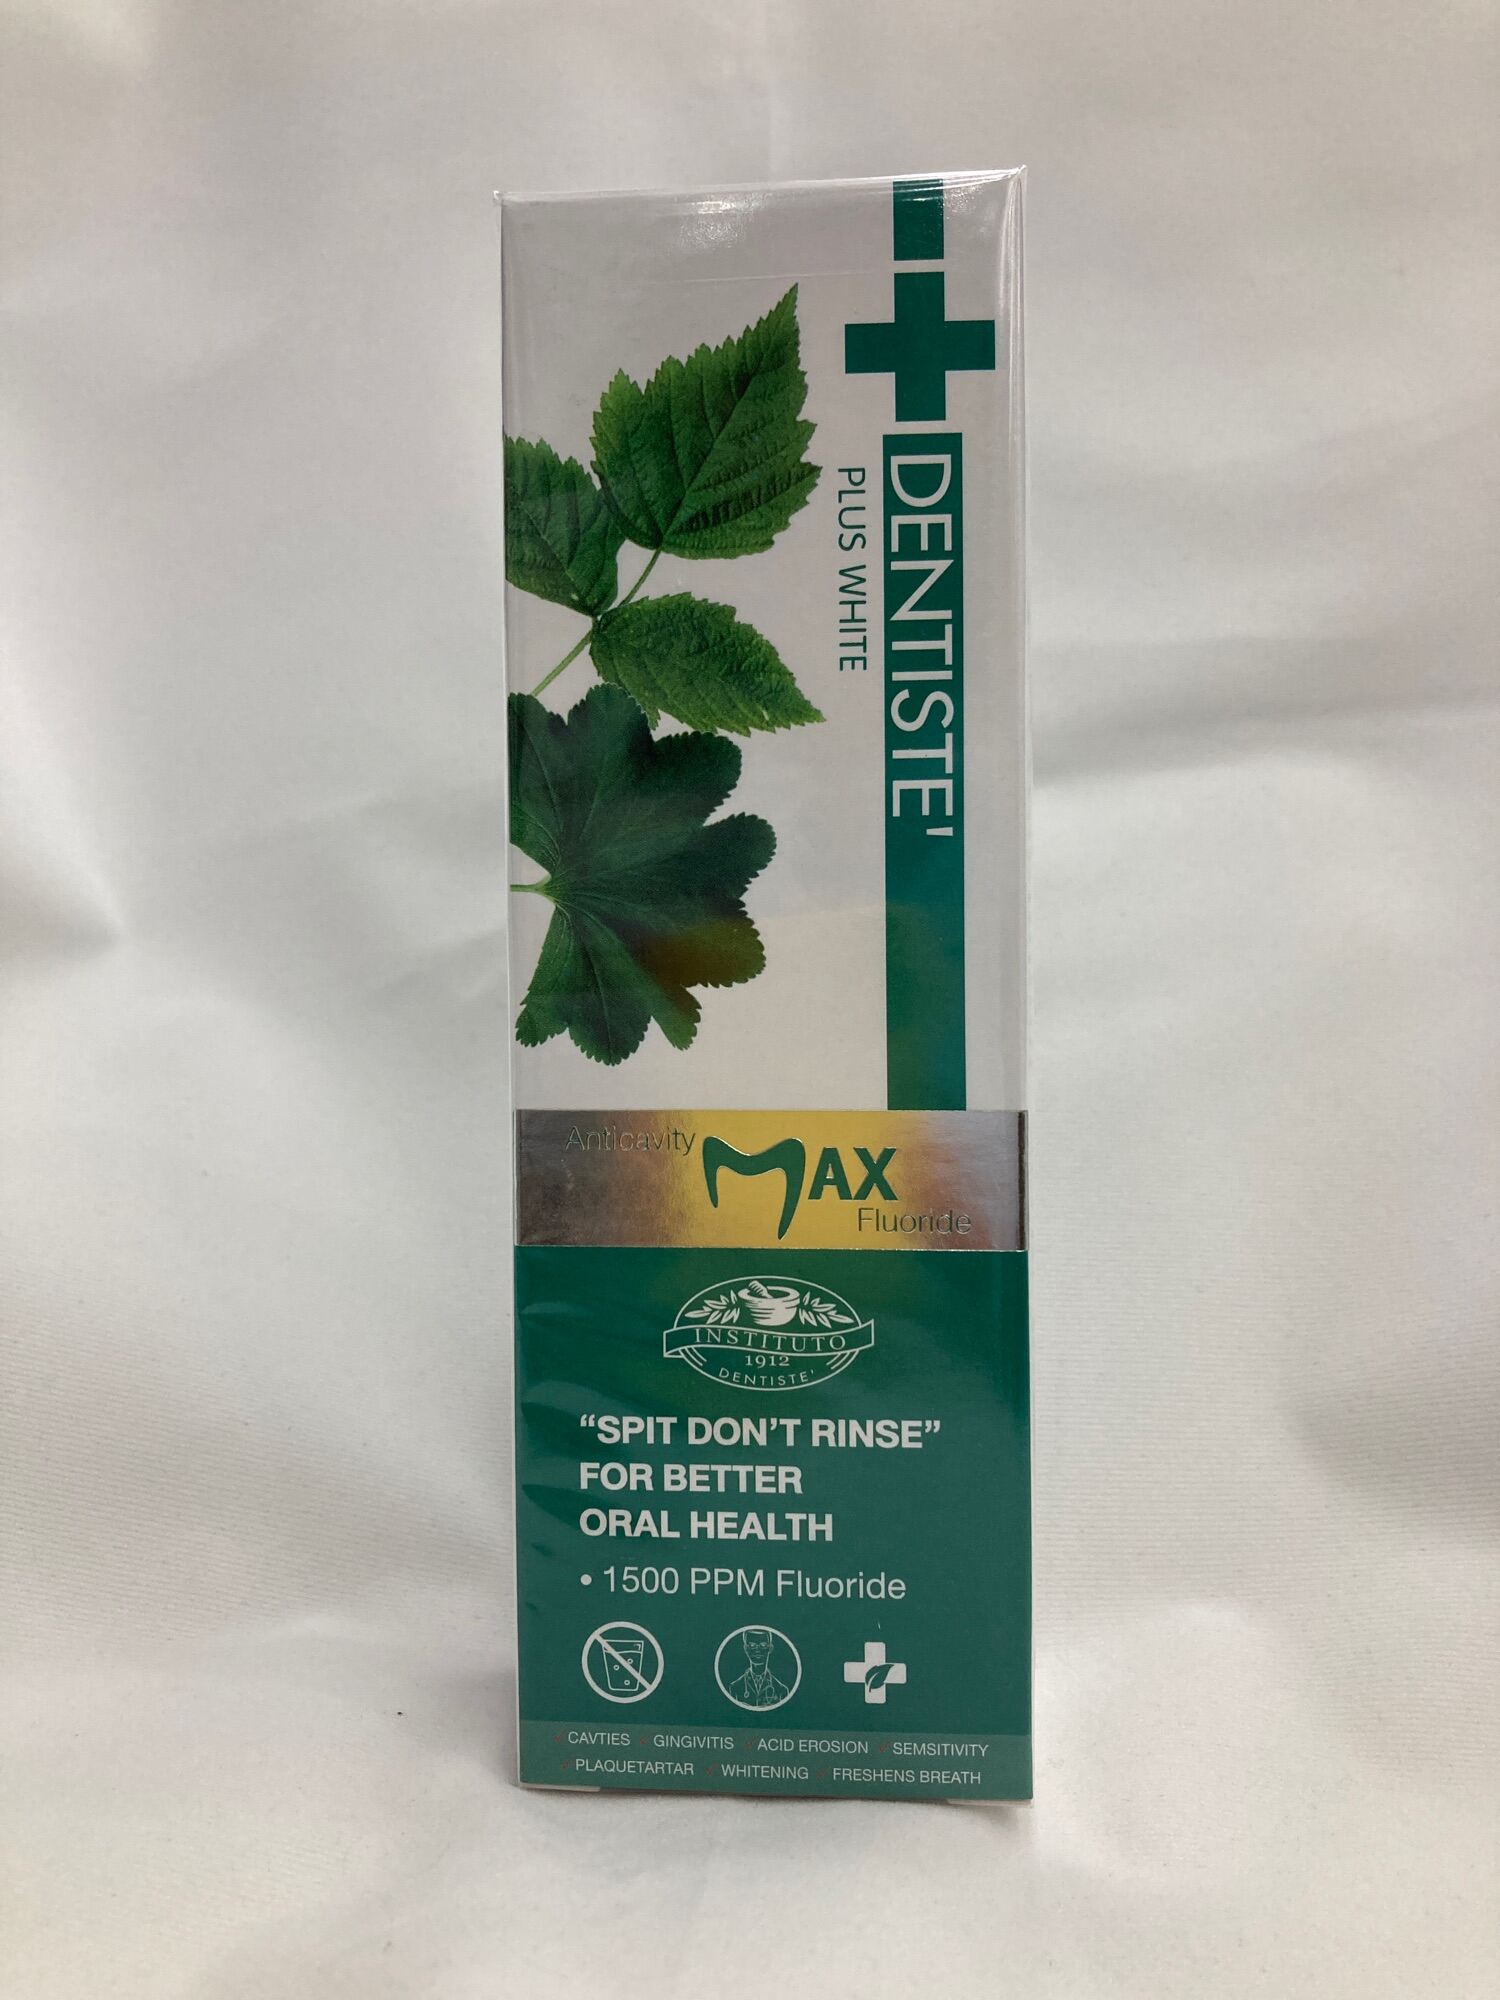 DENTISTE'
PLUS WHITE
Anticavity
MAX
Fluoride
INSTITUTO
1912
DENTISTE'
“SPIT DON’T RINSE”
FOR BETTER
ORAL HEALTH
• 1500 PPM Fluoride
✓ CAVTIES ✓ GINGIVITIS ✓ ACID EROSION ✓ SEMSITIVITY
✓ PLAQUETARTAR ✓ WHITENING ✓ FRESHENS BREATH